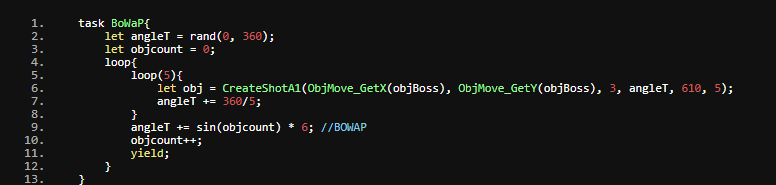 1. task BoWaP{
2. let angleT = rand(0, 360);
3. let objcount = 0;
4. loop{
5. loop(5){
6. let obj = CreateShotA1(ObjMove_GetX(objBoss), ObjMove_GetY(objBoss), 3, angleT, 610, 5);
7. angleT += 360/5;
8. }
9. angleT += sin(objcount) * 6; //BOWAP
10. objcount++;
11. yield;
12. }
13. }